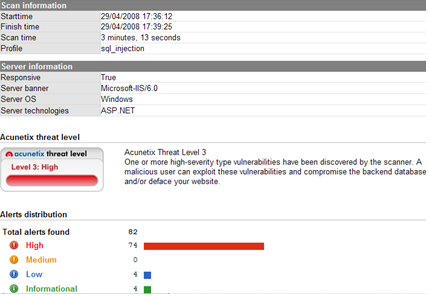 Scan information
Starttime 29/04/2008 17:36:12
Finish time 29/04/2008 17:39:25
Scan time 3 minutes, 13 seconds
Profile sql_injection
Server information
Responsive True
Server banner Microsoft-IIS/6.0
Server OS Windows
Server technologies ASP.NET
Acunetix threat level
acunetix threat level
Level 3: High
Acunetix Threat Level 3
One or more high-severity type vulnerabilities have been discovered by the scanner. A
malicious user can exploit these vulnerabilities and compromise the backend database
and/or deface your website.
Alerts distribution
Total alerts found 82
High 74
Medium 0
Low 4
Informational 4